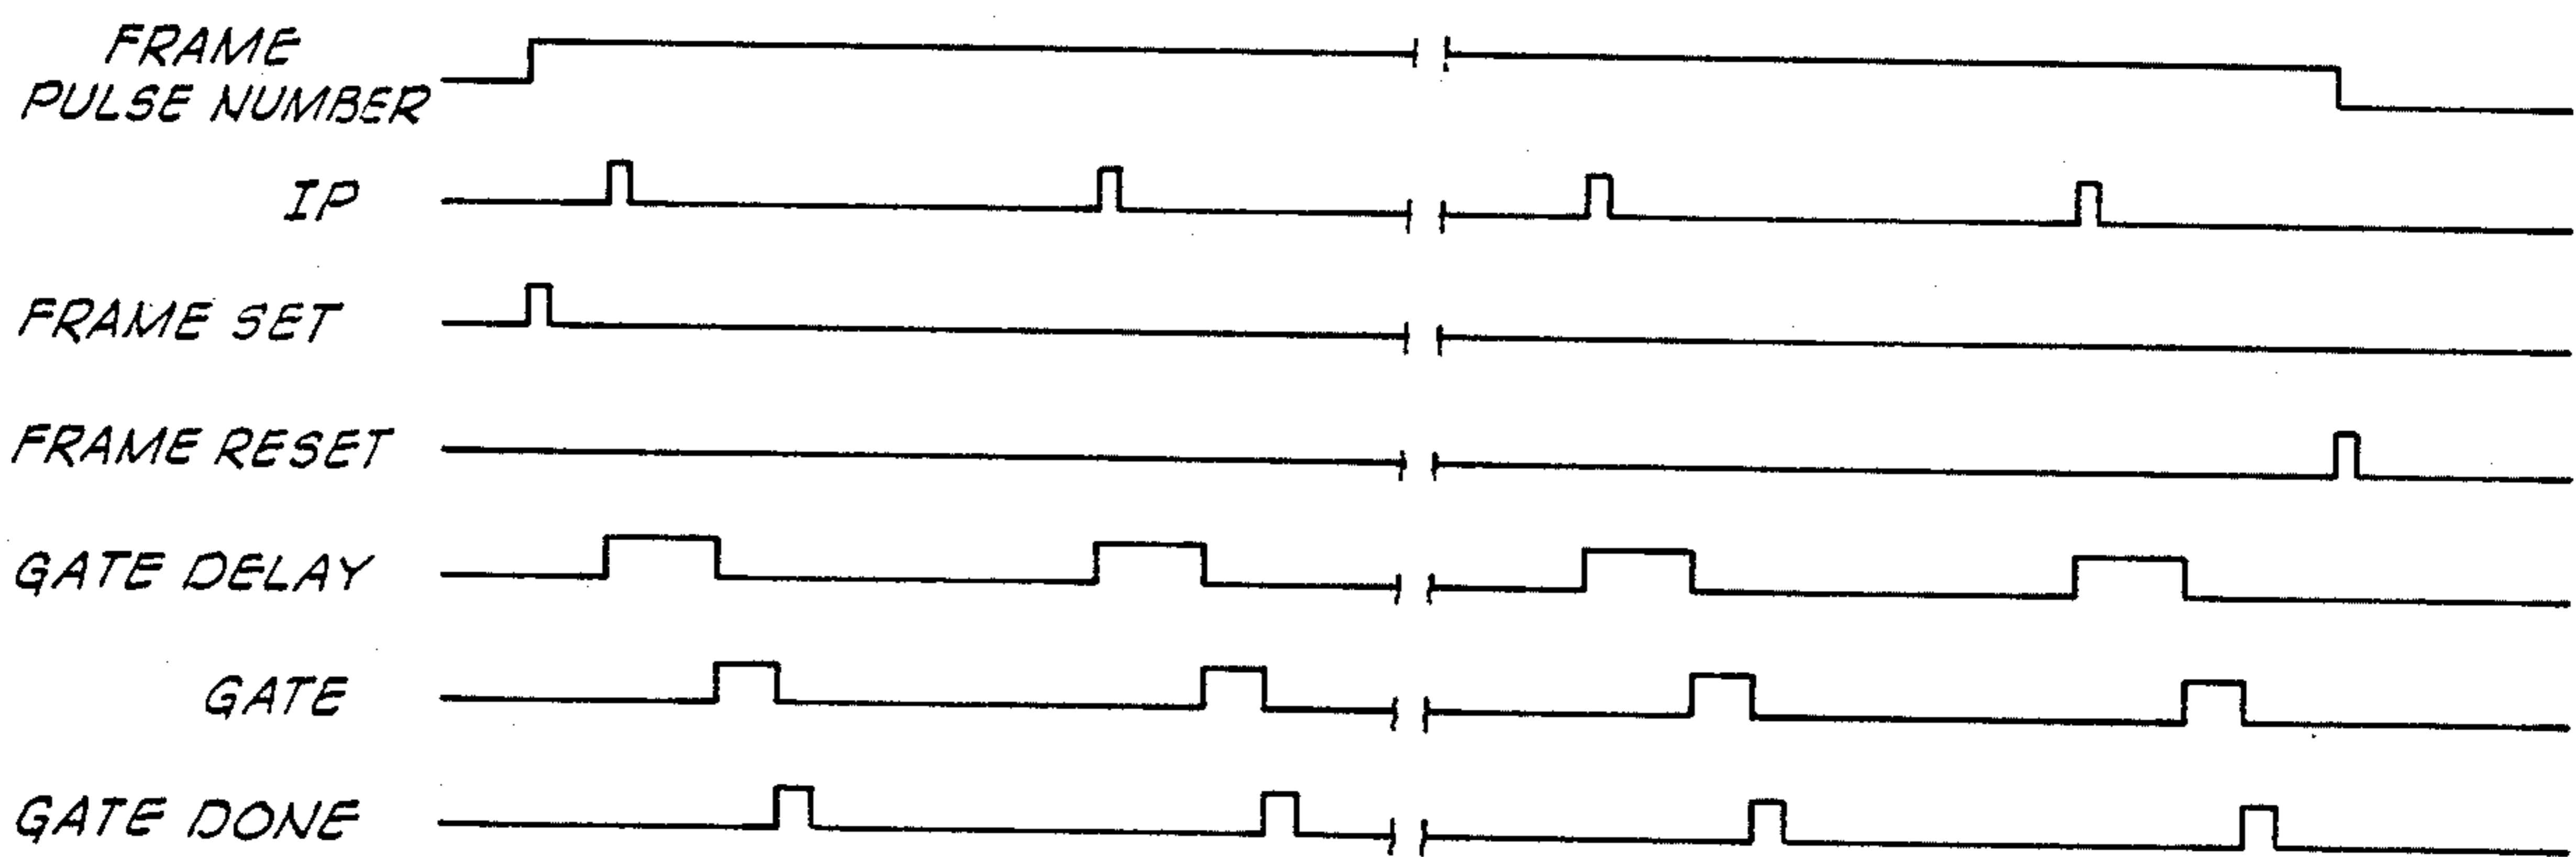 FRAME
PULSE NUMBER
IP
FRAME SET
FRAME RESET
GATE DELAY
GATE
GATE DONE